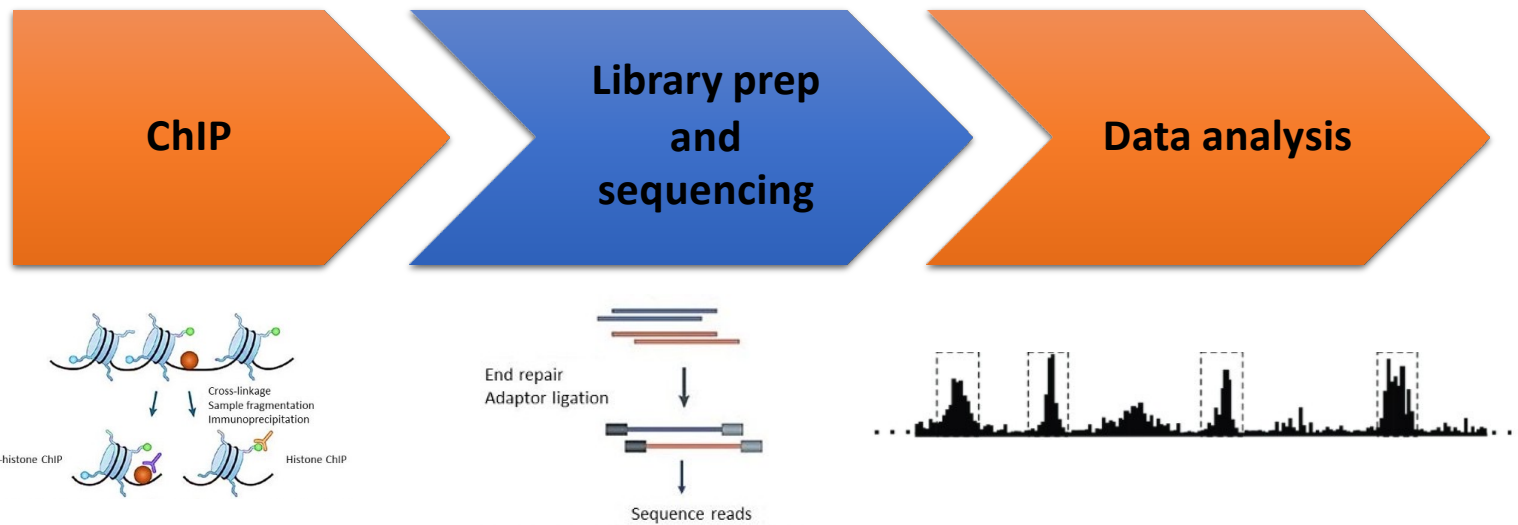 ChIP
Library prep
and
sequencing
Data analysis
Cross-linkage
Sample fragmentation
Immunoprecipitation
-histone ChIP
Histone ChIP
End repair
Adaptor ligation
Sequence reads